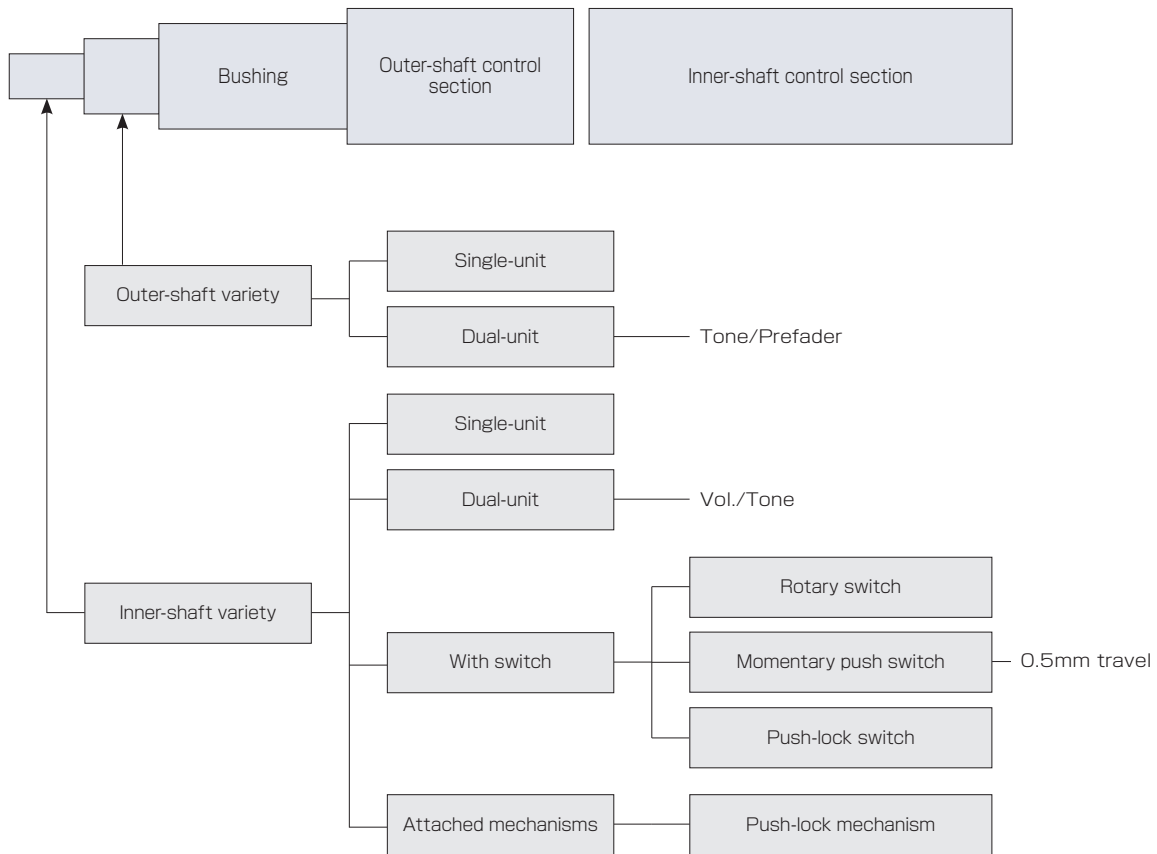 Bushing
Outer-shaft control
section
Inner-shaft control section
Outer-shaft variety
Single-unit
Dual-unit
Tone/Prefader
Inner-shaft variety
Single-unit
Dual-unit
Vol./Tone
With switch
Rotary switch
Momentary push switch
0.5mm travel
Push-lock switch
Attached mechanisms
Push-lock mechanism